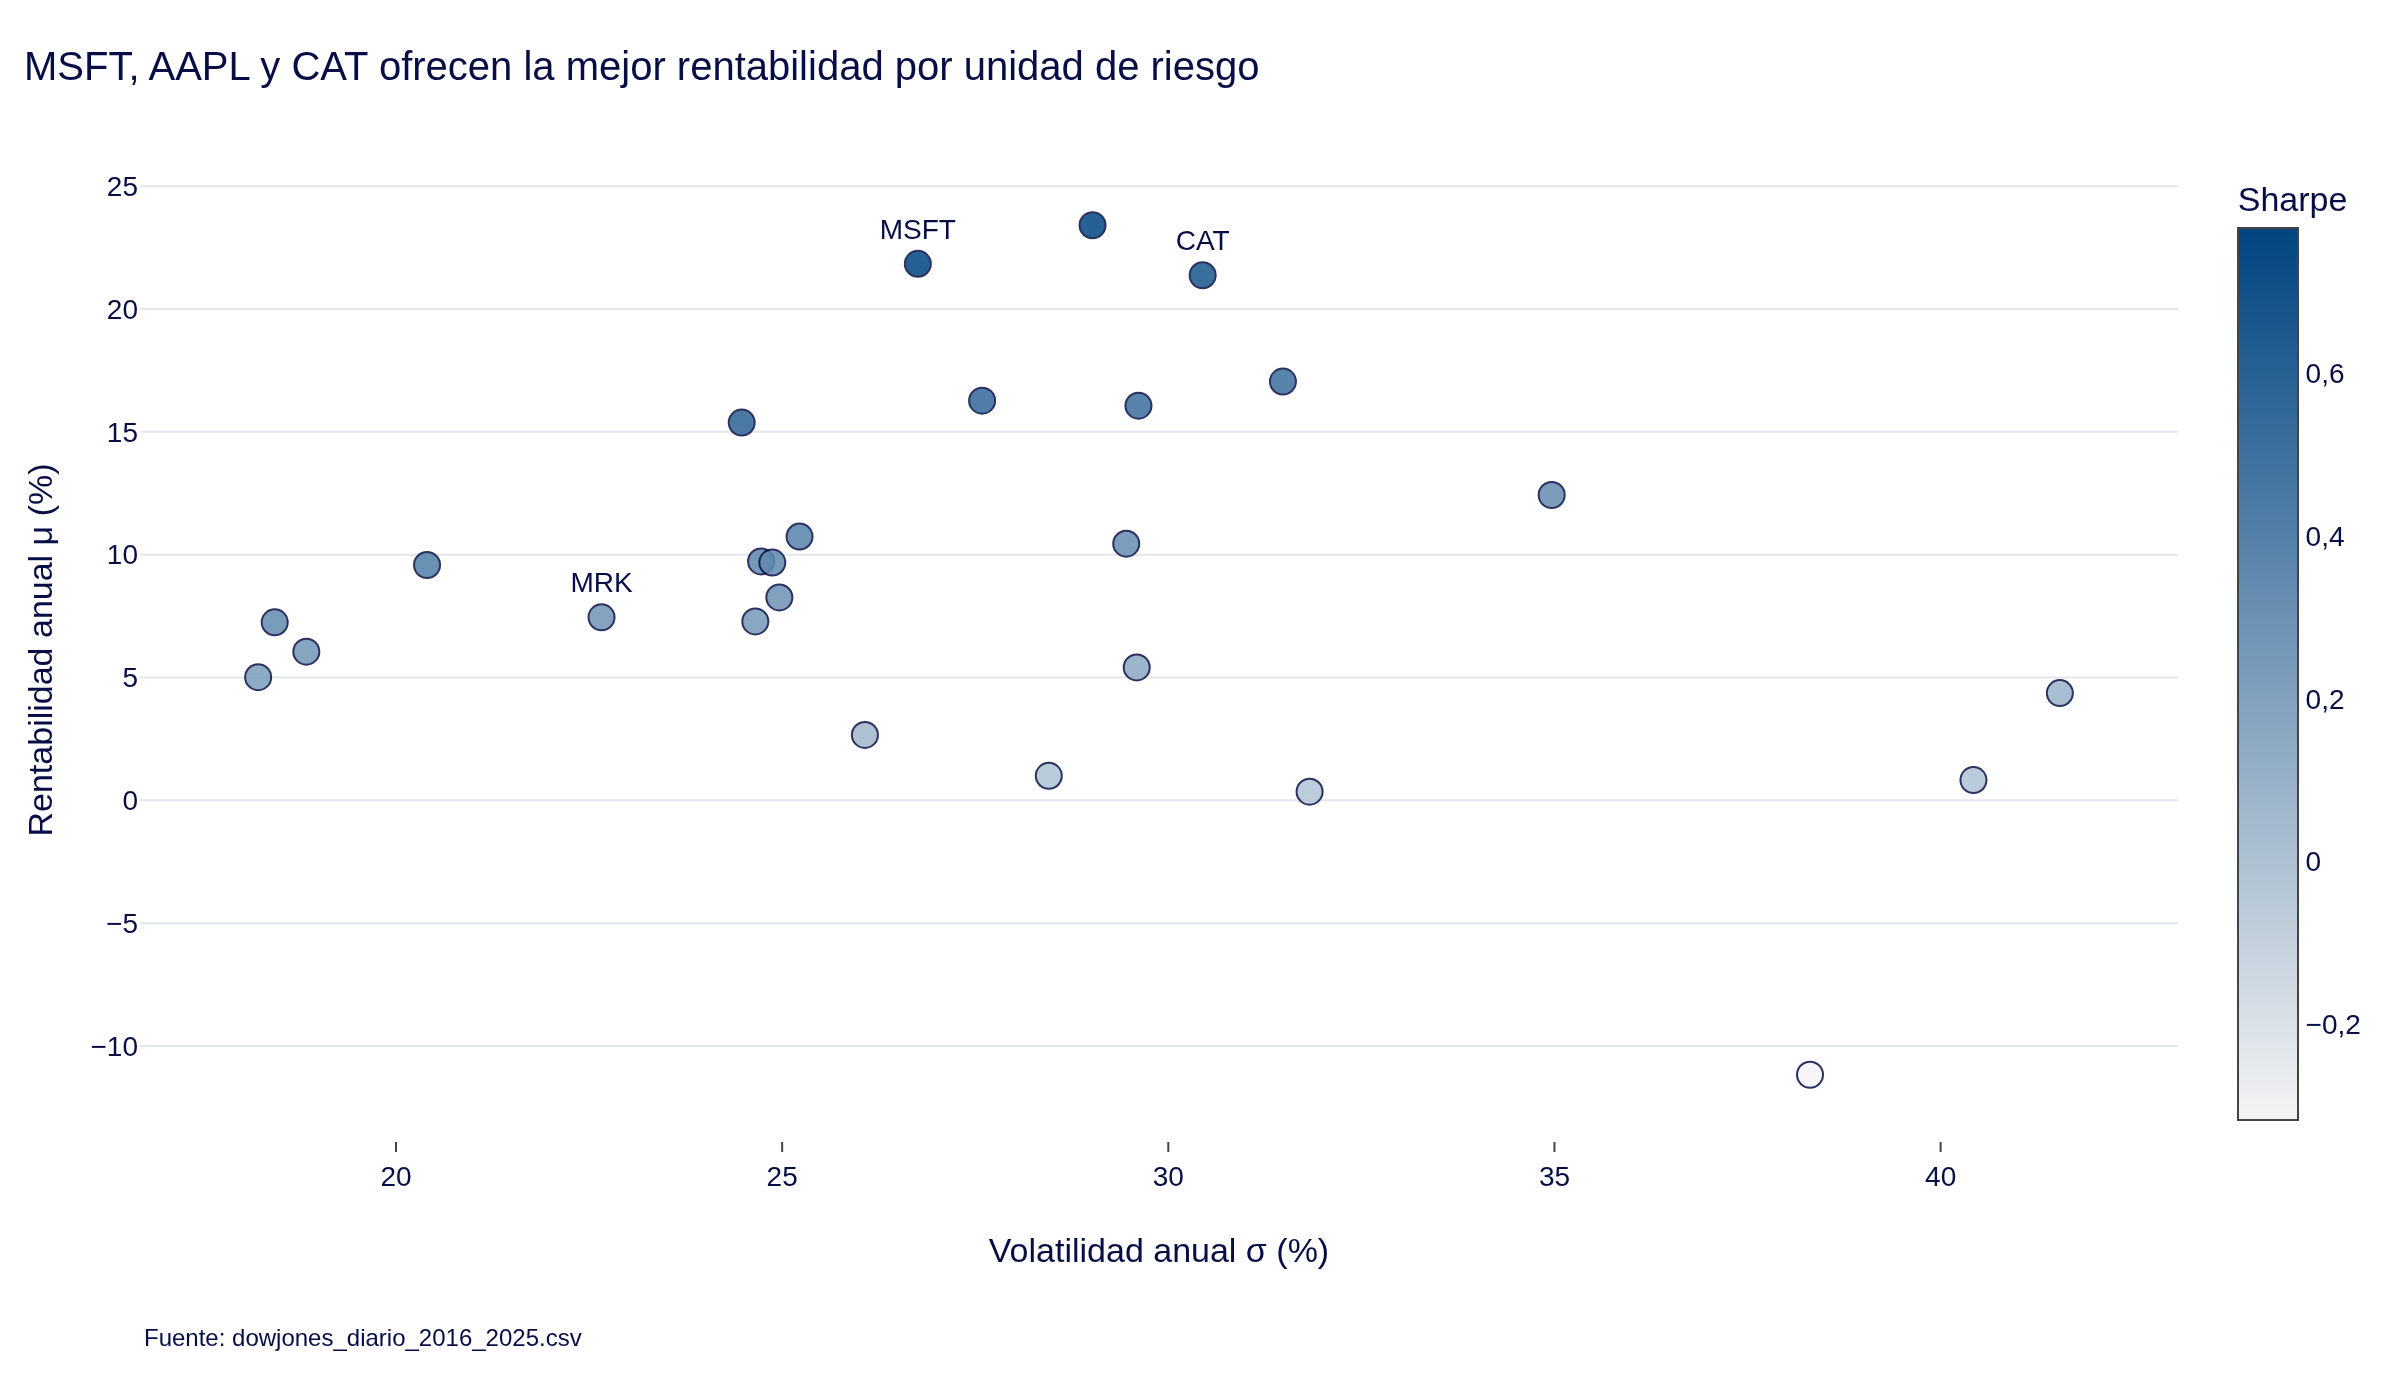 MSFT, AAPL y CAT ofrecen la mejor rentabilidad por unidad de riesgo
Sharpe
25
20
15
10
5
0
−5
−10
Rentabilidad anual μ (%)
MSFT
CAT
MRK
0,6
0,4
0,2
0
−0,2
20
25
30
35
40
Volatilidad anual σ (%)
Fuente: dowjones_diario_2016_2025.csv